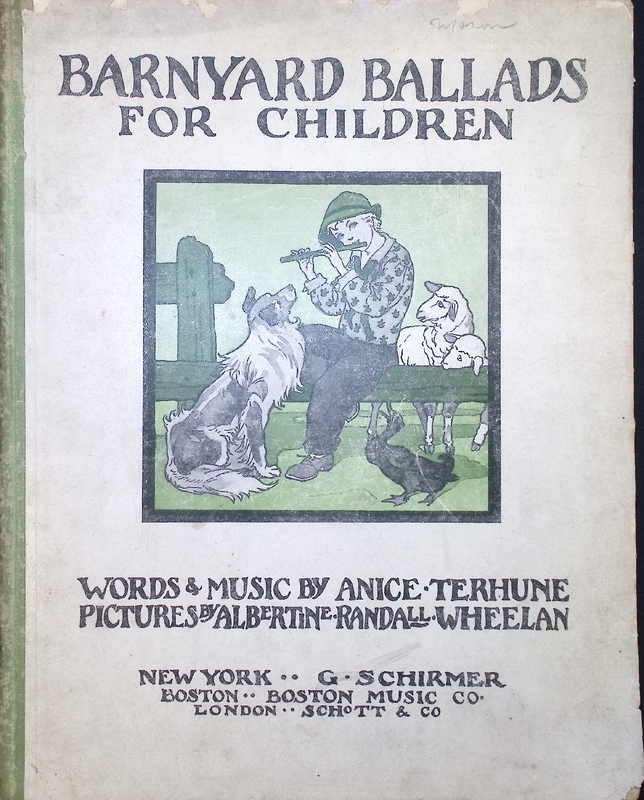 BARNYARD BALLADS
FOR CHILDREN
WORDS & MUSIC BY ANICE·TERHUNE
PICTURES BY ALBERTINE·RANDALL·WHEELAN
NEW YORK·· G·SCHIRMER
BOSTON·· BOSTON MUSIC CO·
LONDON·· SCHOTT & CO